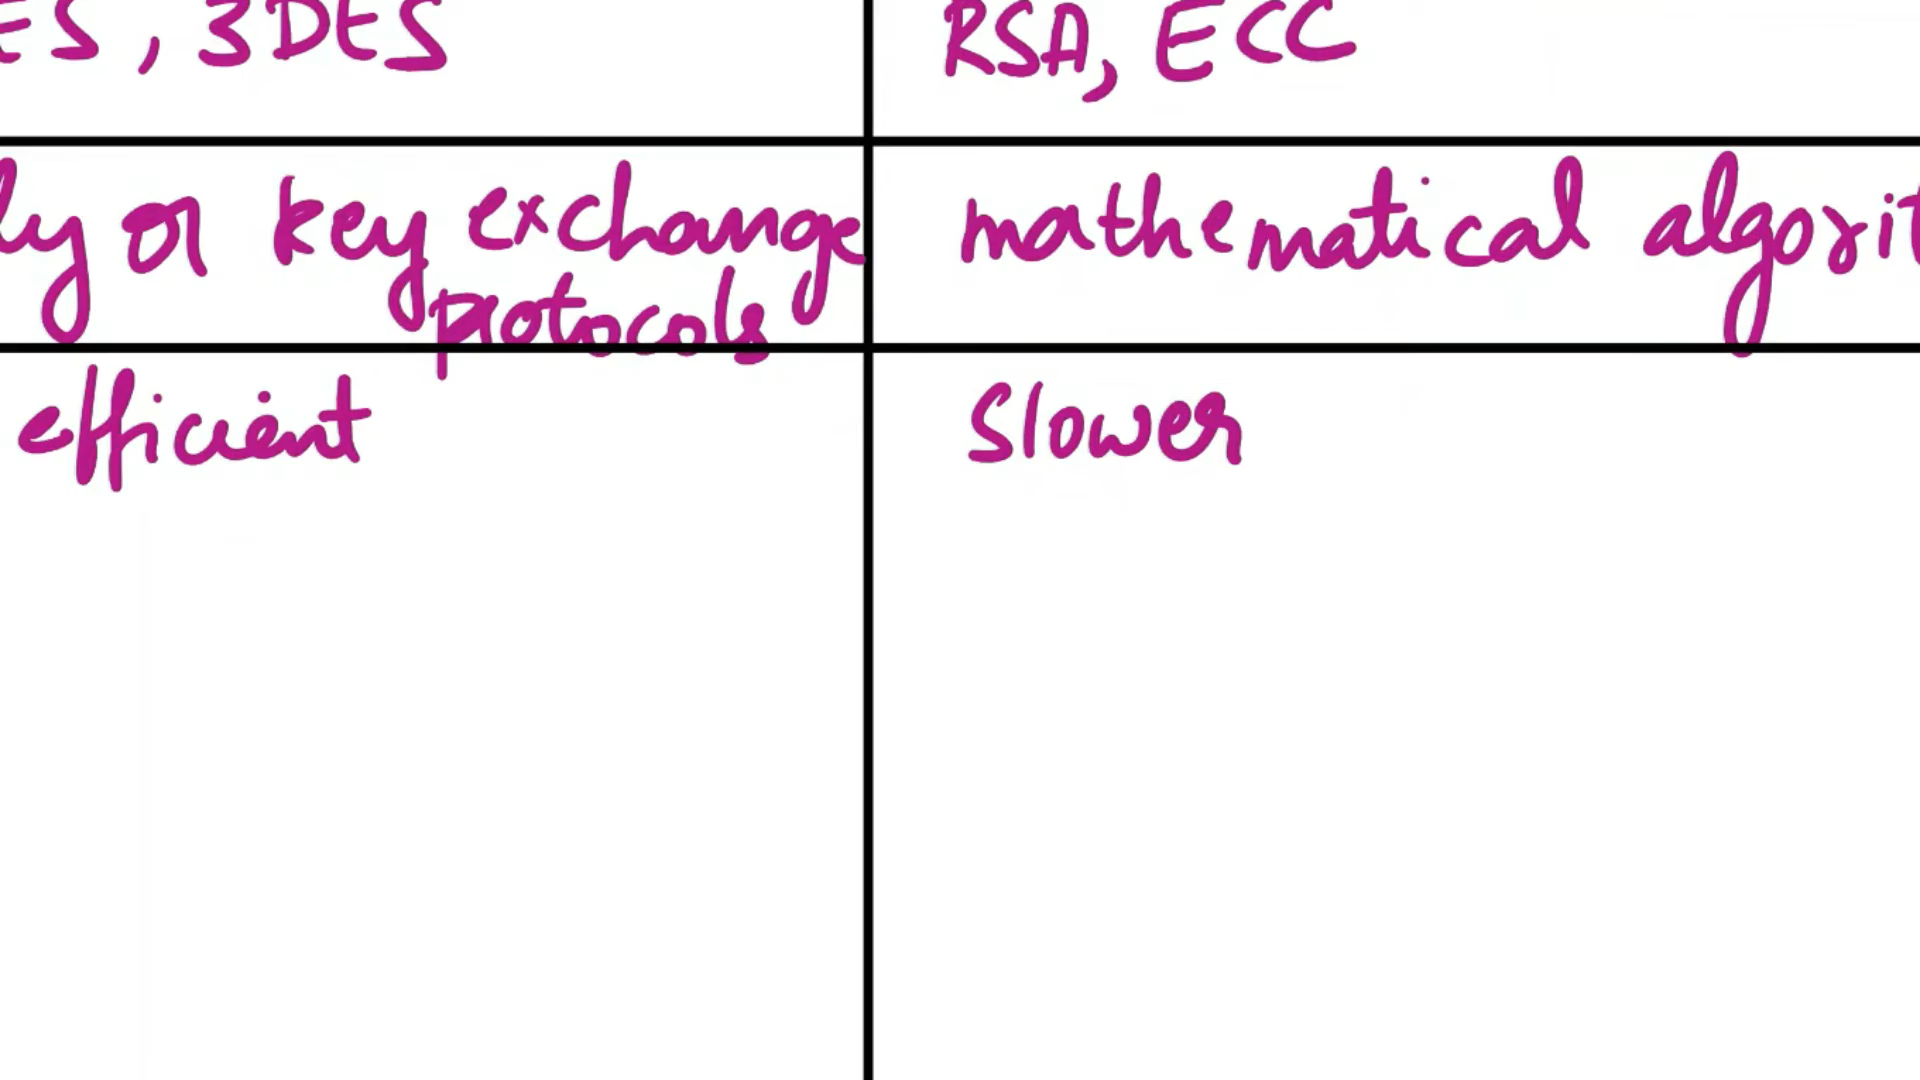 ES, 3DES
RSA, ECC
ly or key exchange
protocols
mathematical algorit
efficient
Slower